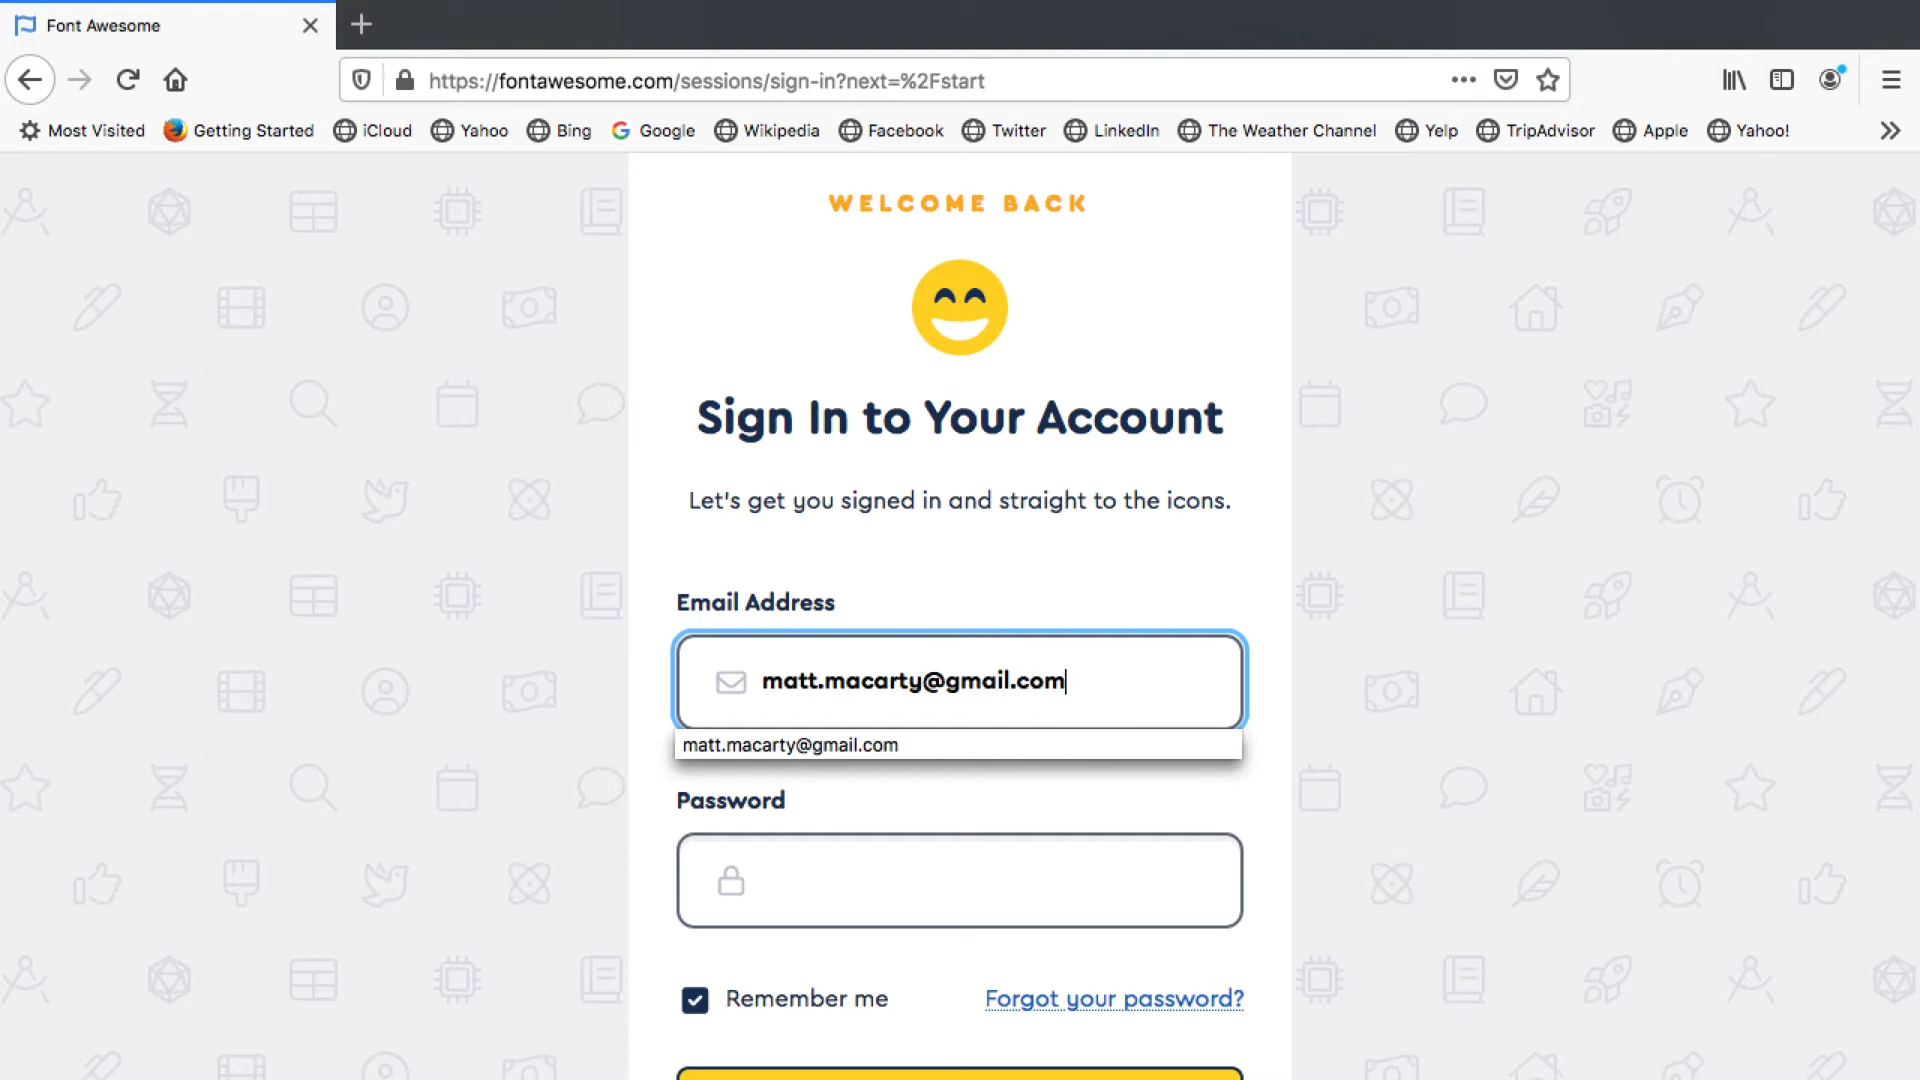 Font Awesome
https://fontawesome.com/sessions/sign-in?next=%2Fstart
Most Visited Getting Started iCloud Yahoo Bing Google Wikipedia Facebook Twitter LinkedIn The Weather Channel Yelp TripAdvisor Apple Yahoo!
WELCOME BACK
Sign In to Your Account
Let's get you signed in and straight to the icons.
Email Address
matt.macarty@gmail.com
matt.macarty@gmail.com
Password
Remember me Forgot your password?